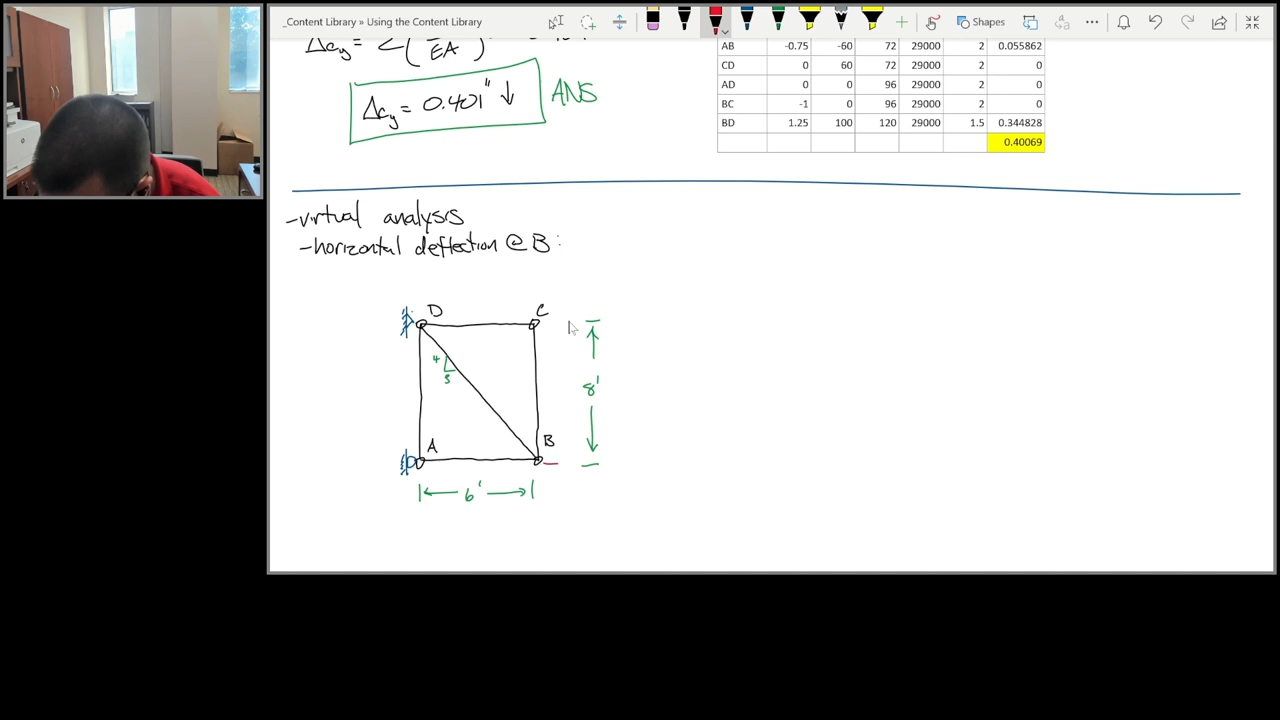 _Content Library » Using the Content Library
Shapes
Δcy = Σ( EA )
Δcy = 0.401" ↓ ANS
AB -0.75 -60 72 29000 2 0.055862
CD 0 60 72 29000 2 0
AD 0 0 96 29000 2 0
BC -1 0 96 29000 2 0
BD 1.25 100 120 29000 1.5 0.344828
0.40069
-virtual analysis
-horizontal deflection @ B:
D
C
4
3
8'
A
B
6'